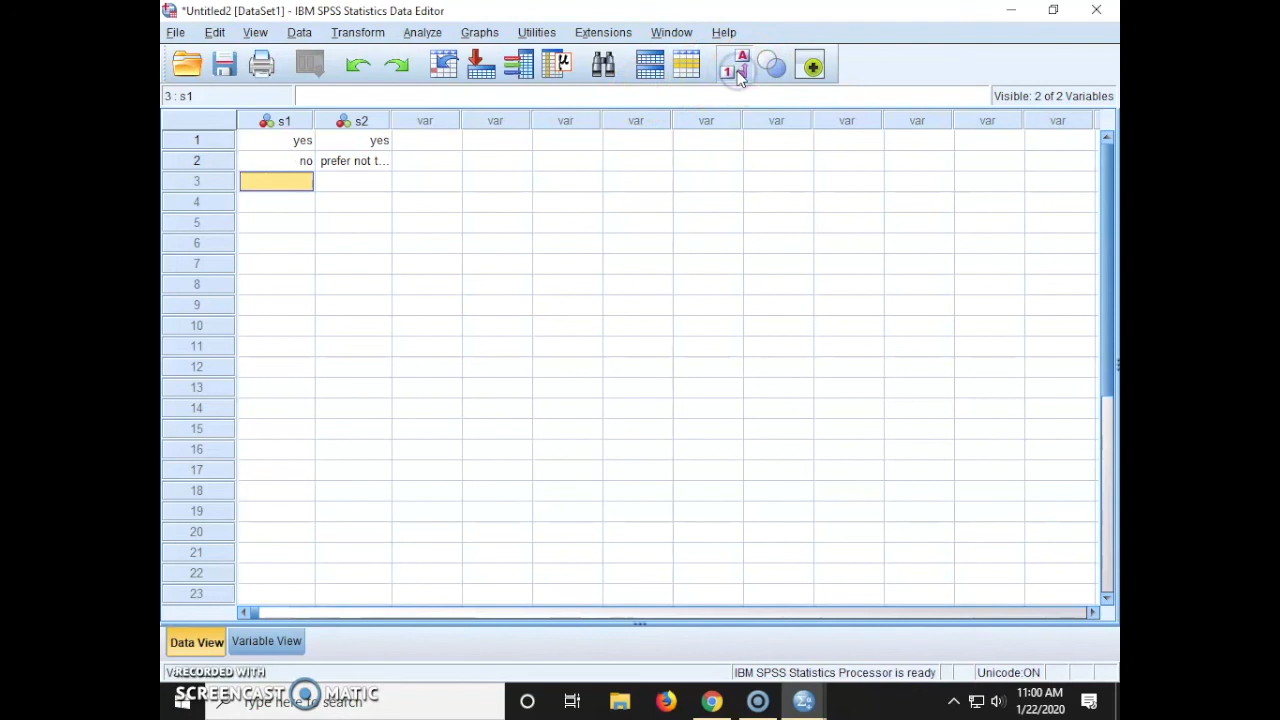 *Untitled2 [DataSet1] - IBM SPSS Statistics Data Editor
File Edit View Data Transform Analyze Graphs Utilities Extensions Window Help
1 A
3 : s1
Visible: 2 of 2 Variables
s1 s2 var var var var var var var var var var
1 yes yes
2 no prefer not t...
3
4
5
6
7
8
9
10
11
12
13
14
15
16
17
18
19
20
21
22
23
Data View Variable View
RECORDED WITH
IBM SPSS Statistics Processor is ready Unicode:ON
SCREENCAST MATIC
here to search
11:00 AM
1/22/2020